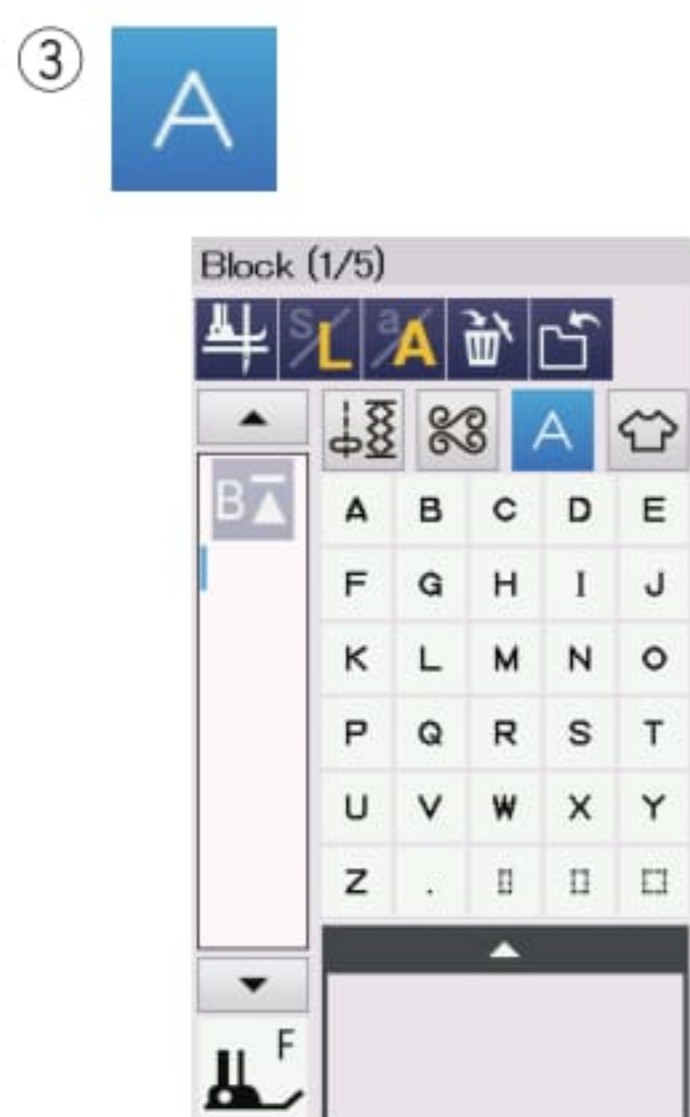 ③
A
Block (1/5)
S L a A
A
B
A B C D E
F G H I J
K L M N O
P Q R S T
U V W X Y
Z .
F